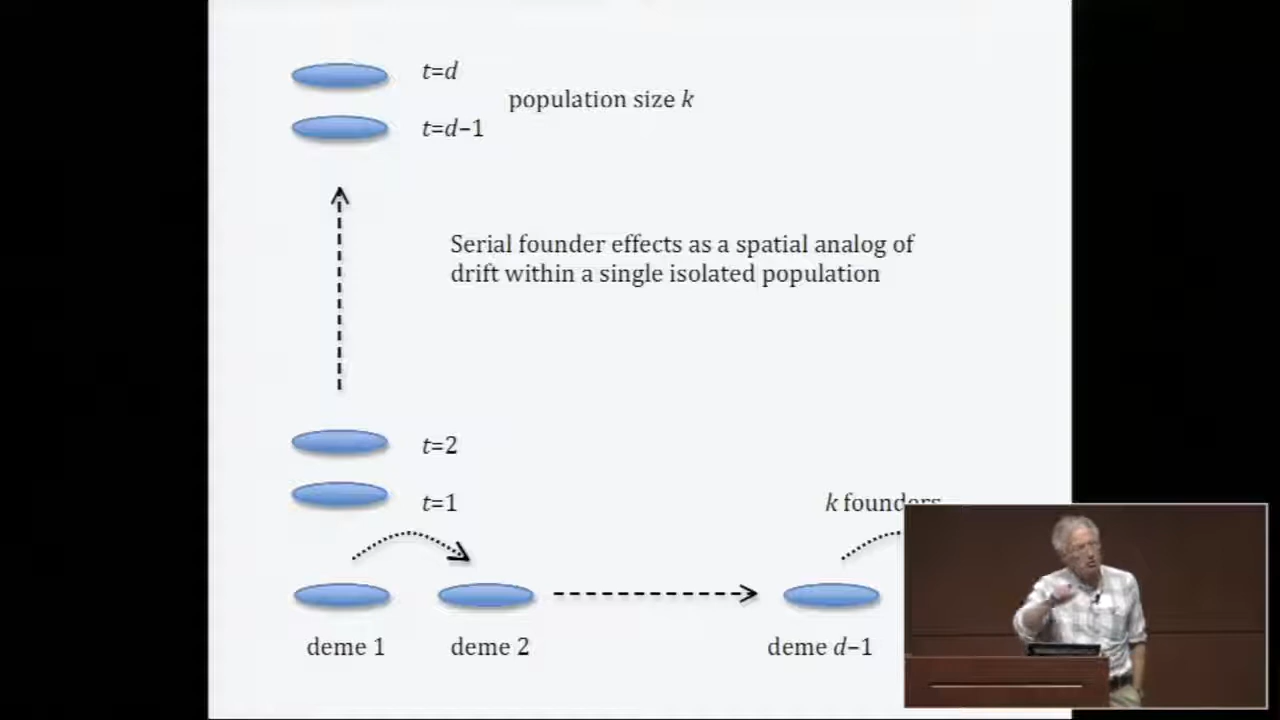 t=d
population size k
t=d–1
Serial founder effects as a spatial analog of
drift within a single isolated population
t=2
t=1
k founders
deme 1
deme 2
deme d–1